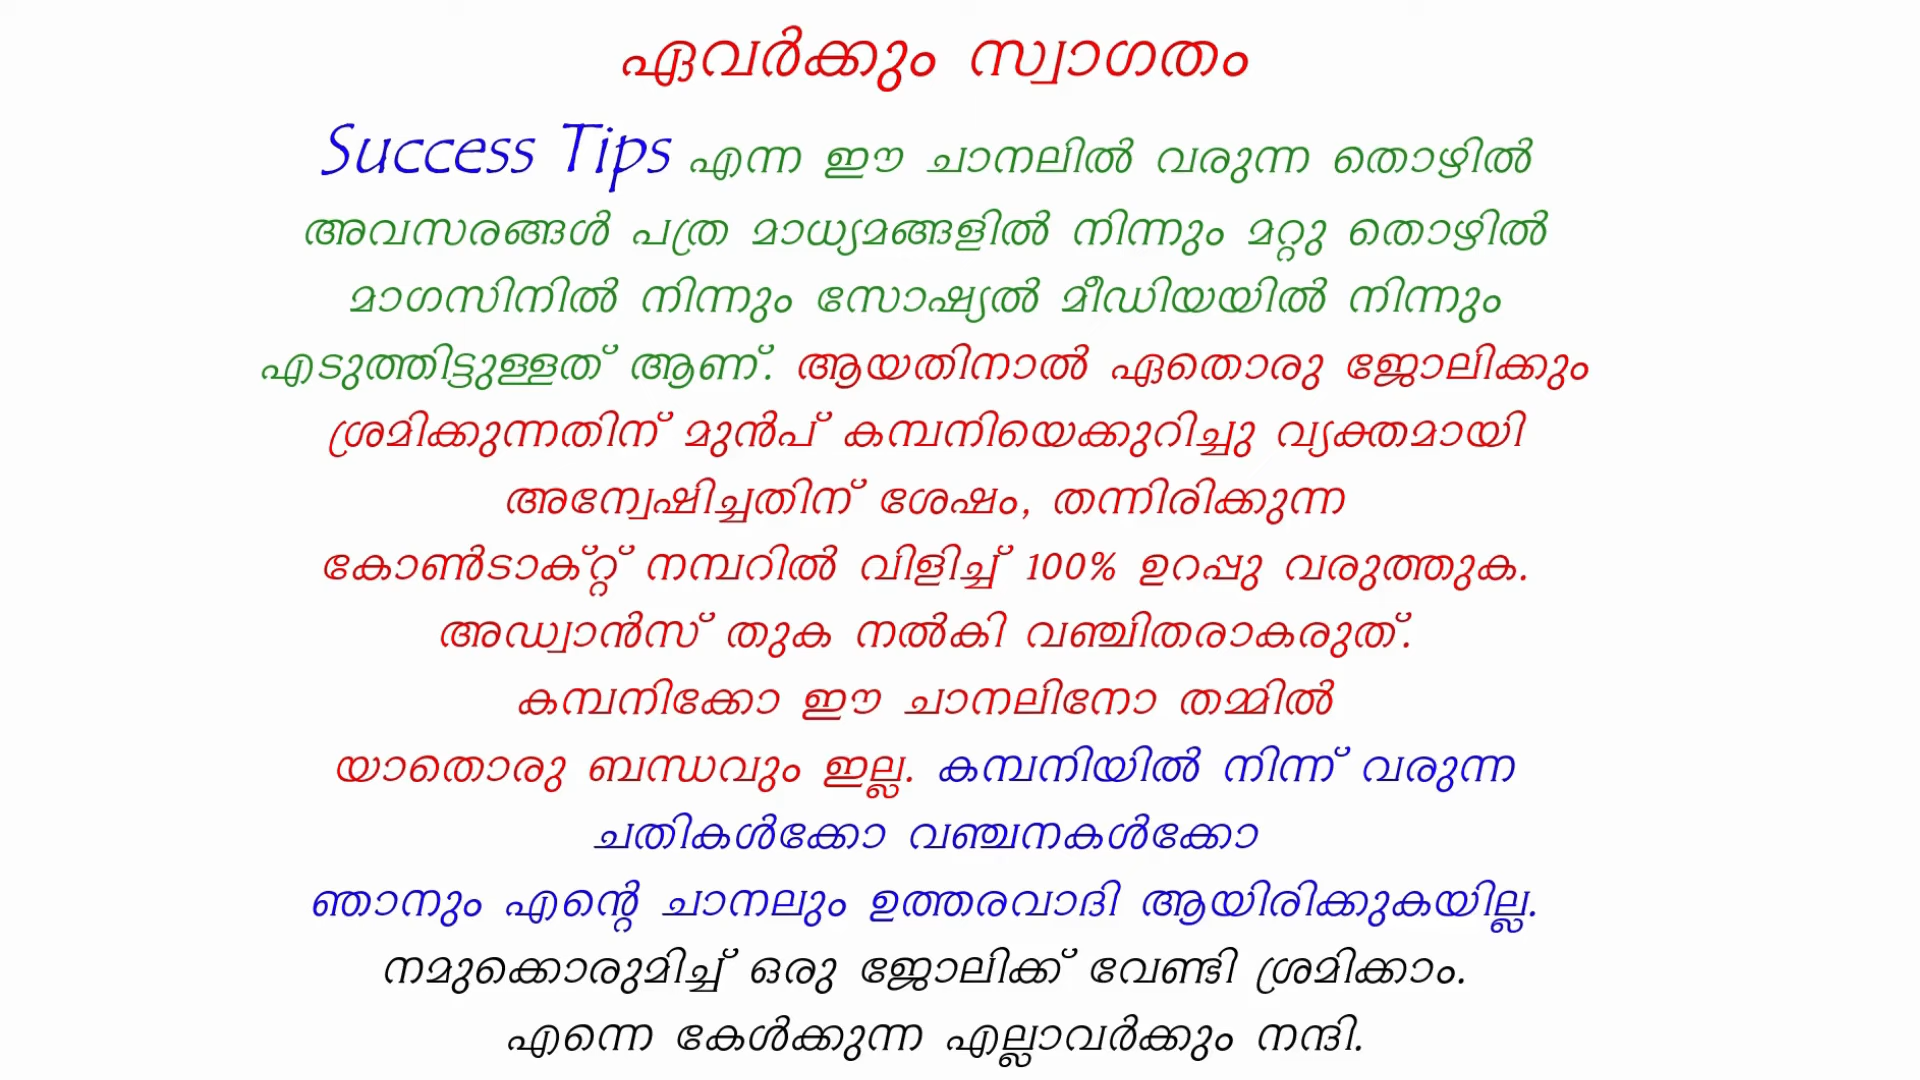 ഏവർക്കും സ്വാഗതം
Success Tips എന്ന ഈ ചാനലിൽ വരുന്ന തൊഴിൽ
അവസരങ്ങൾ പത്ര മാധ്യമങ്ങളിൽ നിന്നും മറ്റു തൊഴിൽ
മാഗസിനിൽ നിന്നും സോഷ്യൽ മീഡിയയിൽ നിന്നും
എടുത്തിട്ടുള്ളത് ആണ്. ആയതിനാൽ ഏതൊരു ജോലിക്കും
ശ്രമിക്കുന്നതിന് മുൻപ് കമ്പനിയെക്കുറിച്ചു വ്യക്തമായി
അന്വേഷിച്ചതിന് ശേഷം, തന്നിരിക്കുന്ന
കോൺടാക്റ്റ് നമ്പറിൽ വിളിച്ച് 100% ഉറപ്പു വരുത്തുക.
അഡ്വാൻസ് തുക നൽകി വഞ്ചിതരാകരുത്.
കമ്പനിക്കോ ഈ ചാനലിനോ തമ്മിൽ
യാതൊരു ബന്ധവും ഇല്ല. കമ്പനിയിൽ നിന്ന് വരുന്ന
ചതികൾക്കോ വഞ്ചനകൾക്കോ
ഞാനും എന്റെ ചാനലും ഉത്തരവാദി ആയിരിക്കുകയില്ല.
നമുക്കൊരുമിച്ച് ഒരു ജോലിക്ക് വേണ്ടി ശ്രമിക്കാം.
എന്നെ കേൾക്കുന്ന എല്ലാവർക്കും നന്ദി.